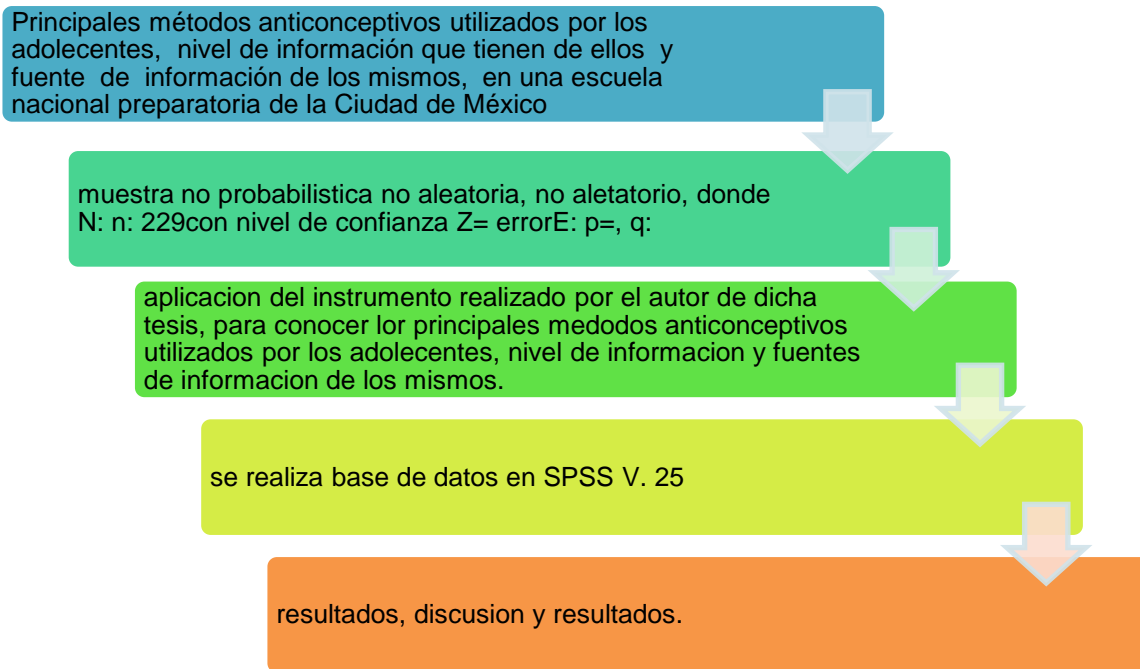 Principales métodos anticonceptivos utilizados por los
adolecentes, nivel de información que tienen de ellos y
fuente de información de los mismos, en una escuela
nacional preparatoria de la Ciudad de México
muestra no probabilistica no aleatoria, no aletatorio, donde
N: n: 229con nivel de confianza Z= errorE: p=, q:
aplicacion del instrumento realizado por el autor de dicha
tesis, para conocer lor principales medodos anticonceptivos
utilizados por los adolecentes, nivel de informacion y fuentes
de informacion de los mismos.
se realiza base de datos en SPSS V. 25
resultados, discusion y resultados.